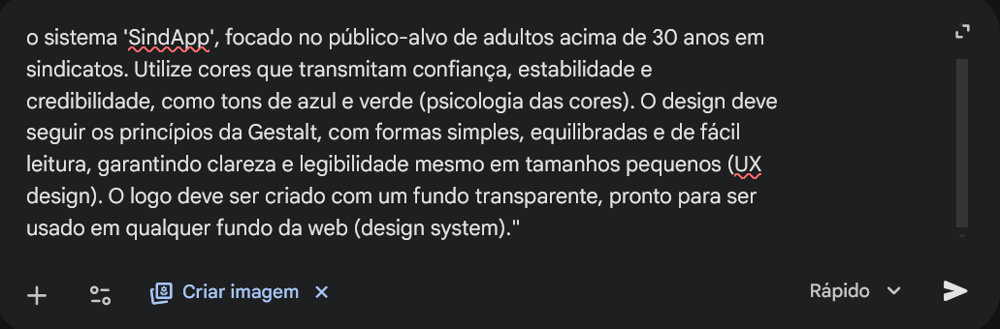 o sistema 'SindApp', focado no público-alvo de adultos acima de 30 anos em
sindicatos. Utilize cores que transmitam confiança, estabilidade e
credibilidade, como tons de azul e verde (psicologia das cores). O design deve
seguir os princípios da Gestalt, com formas simples, equilibradas e de fácil
leitura, garantindo clareza e legibilidade mesmo em tamanhos pequenos (UX
design). O logo deve ser criado com um fundo transparente, pronto para ser
usado em qualquer fundo da web (design system)."
Criar imagem
Rápido